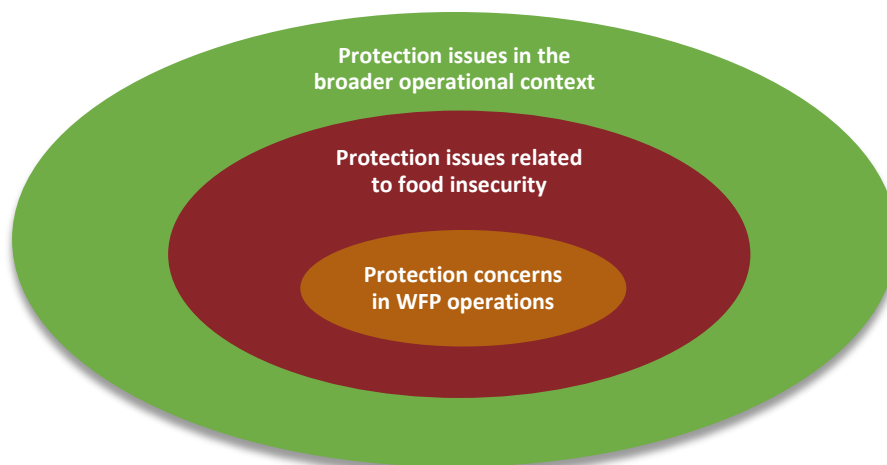 Protection issues in the
broader operational context
Protection issues related
to food insecurity
Protection concerns
in WFP operations